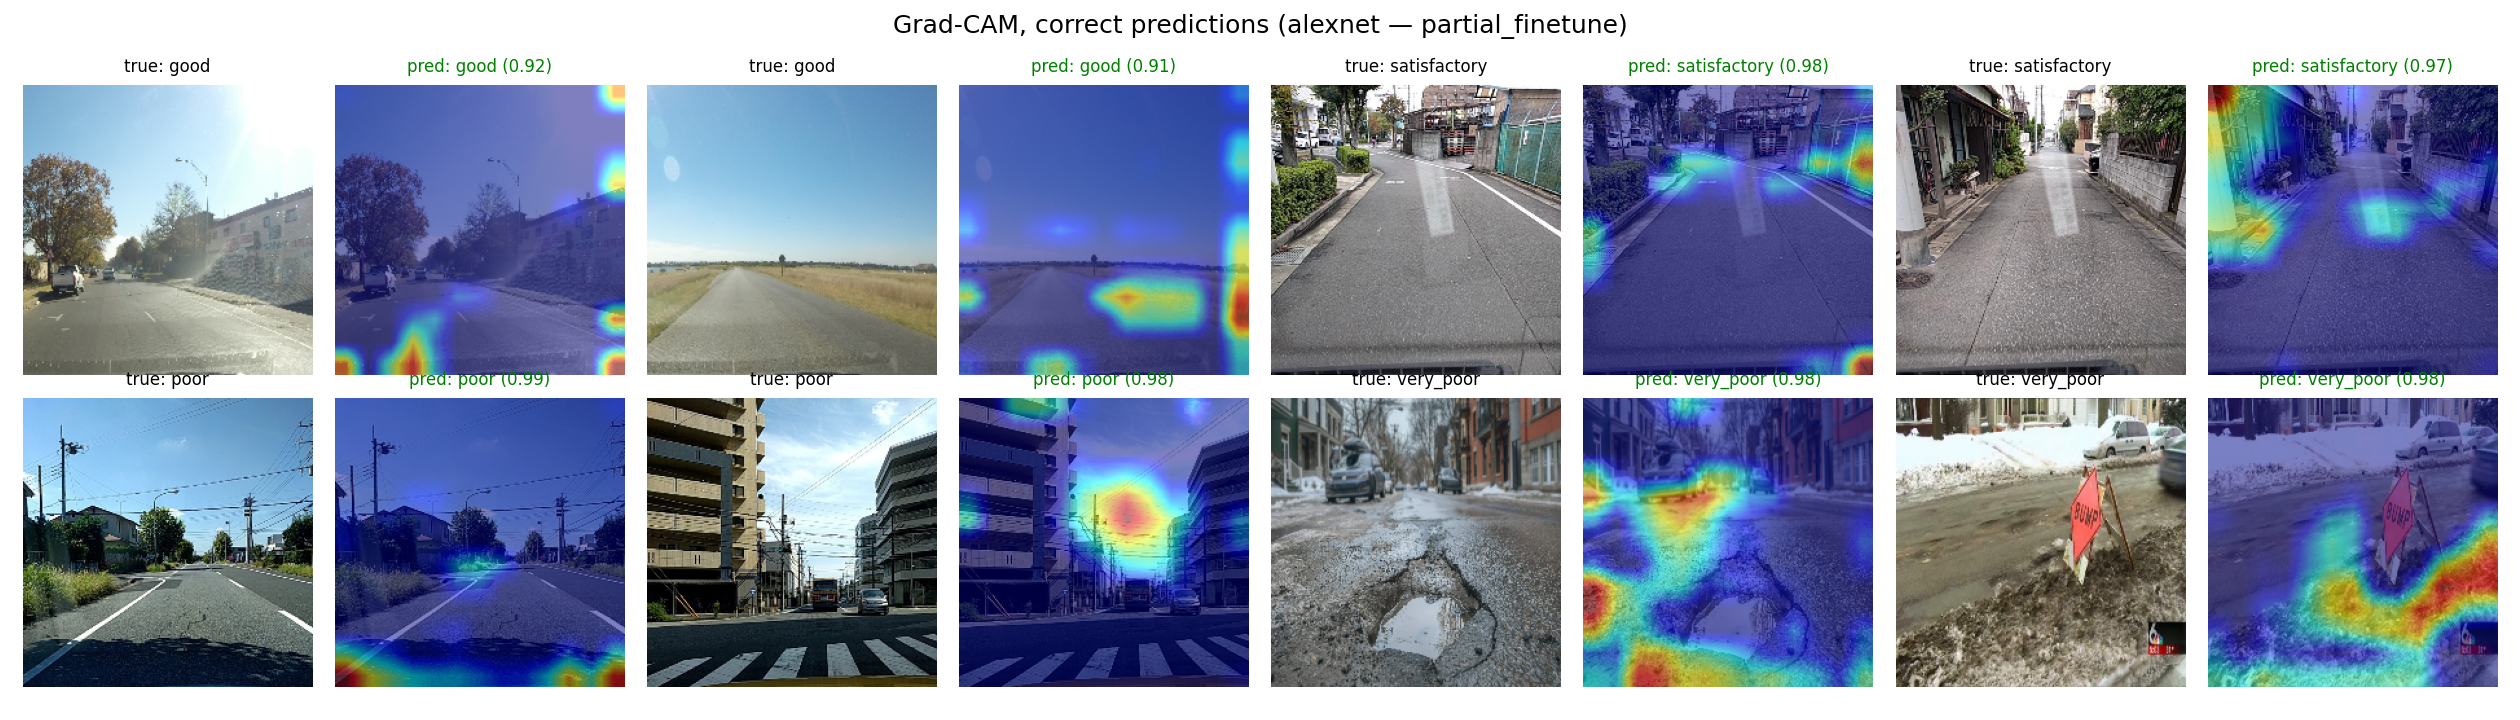 Grad-CAM, correct predictions (alexnet — partial_finetune)
true: good
pred: good (0.92)
true: good
pred: good (0.91)
true: satisfactory
pred: satisfactory (0.98)
true: satisfactory
pred: satisfactory (0.97)
true: poor
pred: poor (0.99)
true: poor
pred: poor (0.98)
true: very_poor
pred: very_poor (0.98)
true: very_poor
pred: very_poor (0.98)
BUMP
BUMP